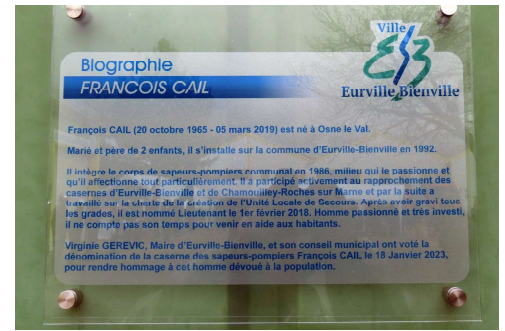 Ville
Eurville Bienville
Biographie
FRANCOIS CAIL
François CAIL (20 octobre 1965 - 05 mars 2019) est né à Osne le Val.
Marié et père de 2 enfants, il s'installe sur la commune d'Eurville-Bienville en 1992.
Il intègre le corps de sapeurs-pompiers communal en 1986, milieu qui le passionne et
qu'il affectionne tout particulièrement. Il a participé activement au rapprochement des
casernes d'Eurville-Bienville et de Chamouilley-Roches sur Marne et par la suite a
travaillé sur la charte de la création de l'Unité Locale de Secours. Après avoir gravi tous
les grades, il est nommé Lieutenant le 1er février 2018. Homme passionné et très investi,
il ne compte pas son temps pour venir en aide aux habitants.
Virginie GEREVIC, Maire d'Eurville-Bienville, et son conseil municipal ont voté la
dénomination de la caserne des sapeurs-pompiers François CAIL le 18 Janvier 2023,
pour rendre hommage à cet homme dévoué à la population.